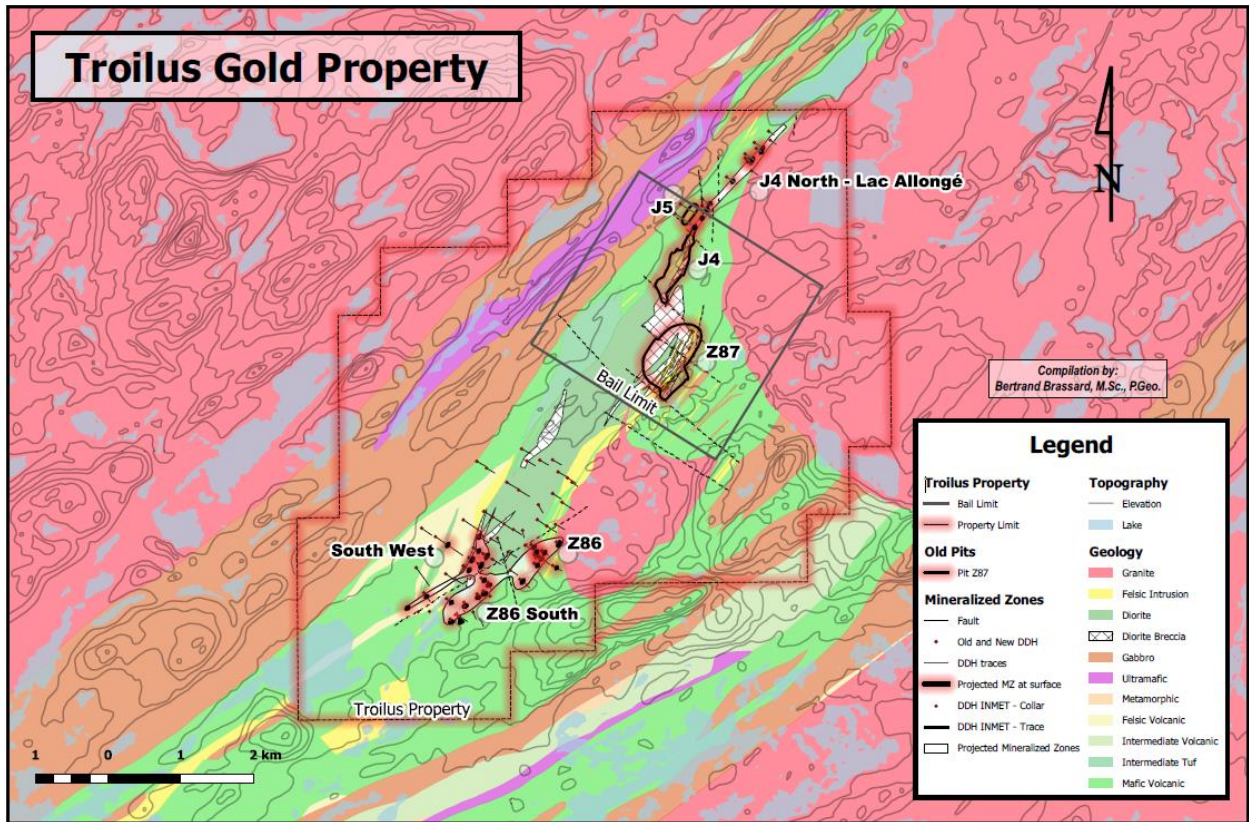 Troilus Gold Property
J4 North - Lac Allongé
N
J5
J4
Z87
Bail Limit
Compilation by:
Bertrand Brassard, M.Sc., P.Geo.
South West
Z86
Z86 South
Troilus Property
1 0 1 2 km
Legend
Troilus Property
Bail Limit
Property Limit
Old Pits
Pit Z87
Mineralized Zones
Fault
Old and New DDH
DDH traces
Projected MZ at surface
DDH INMET - Collar
DDH INMET - Trace
Projected Mineralized Zones
Topography
Elevation
Lake
Geology
Granite
Felsic Intrusion
Diorite
Diorite Breccia
Gabbro
Ultramafic
Metamorphic
Felsic Volcanic
Intermediate Volcanic
Intermediate Tuf
Mafic Volcanic